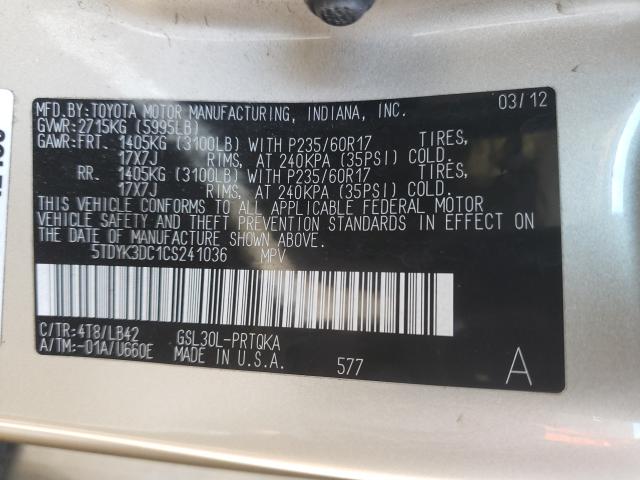 MFD.BY:TOYOTA MOTOR MANUFACTURING, INDIANA, INC. 03/12
GVWR:2715KG (5995LB)
GAWR:FRT. 1405KG (3100LB) WITH P235/60R17 TIRES,
17X7J RIMS, AT 240KPA (35PSI) COLD.
RR. 1405KG (3100LB) WITH P235/60R17 TIRES,
17X7J RIMS, AT 240KPA (35PSI) COLD.
THIS VEHICLE CONFORMS TO ALL APPLICABLE FEDERAL MOTOR
VEHICLE SAFETY AND THEFT PREVENTION STANDARDS IN EFFECT ON
THE DATE OF MANUFACTURE SHOWN ABOVE.
5TDYK3DC1CS241036 MPV
C/TR:4T8/LB42 GSL30L-PRTQKA
A/TM:-01A/U660E MADE IN U.S.A. 577 A